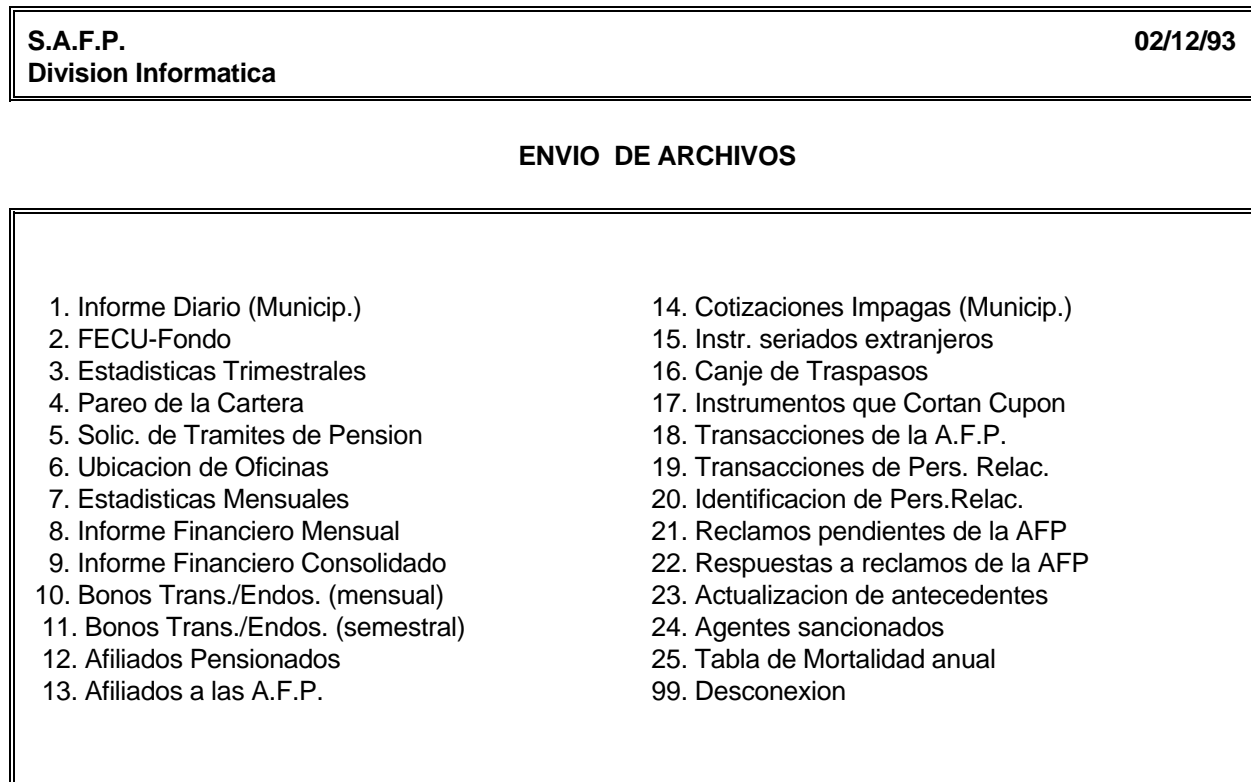 S.A.F.P. 02/12/93
Division Informatica
ENVIO DE ARCHIVOS
1. Informe Diario (Municip.)
2. FECU-Fondo
3. Estadisticas Trimestrales
4. Pareo de la Cartera
5. Solic. de Tramites de Pension
6. Ubicacion de Oficinas
7. Estadisticas Mensuales
8. Informe Financiero Mensual
9. Informe Financiero Consolidado
10. Bonos Trans./Endos. (mensual)
11. Bonos Trans./Endos. (semestral)
12. Afiliados Pensionados
13. Afiliados a las A.F.P.
14. Cotizaciones Impagas (Municip.)
15. Instr. seriados extranjeros
16. Canje de Traspasos
17. Instrumentos que Cortan Cupon
18. Transacciones de la A.F.P.
19. Transacciones de Pers. Relac.
20. Identificacion de Pers.Relac.
21. Reclamos pendientes de la AFP
22. Respuestas a reclamos de la AFP
23. Actualizacion de antecedentes
24. Agentes sancionados
25. Tabla de Mortalidad anual
99. Desconexion